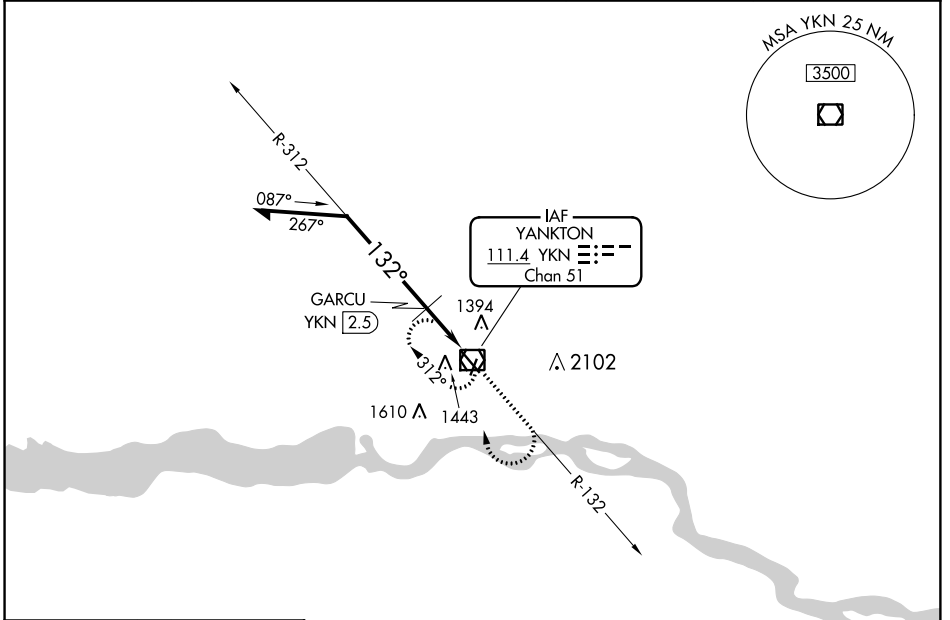 MSA YKN 25 NM
3500
R-312
087°
267°
132°
IAF
YANKTON
111.4 YKN
Chan 51
GARCU
YKN 2.5
1394
312°
2102
1610
1443
R-132